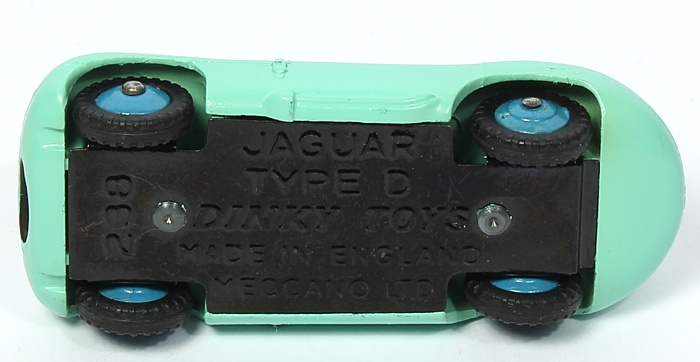 JAGUAR
TYPE D
238
DINKY TOYS
MADE IN ENGLAND
MECCANO LTD